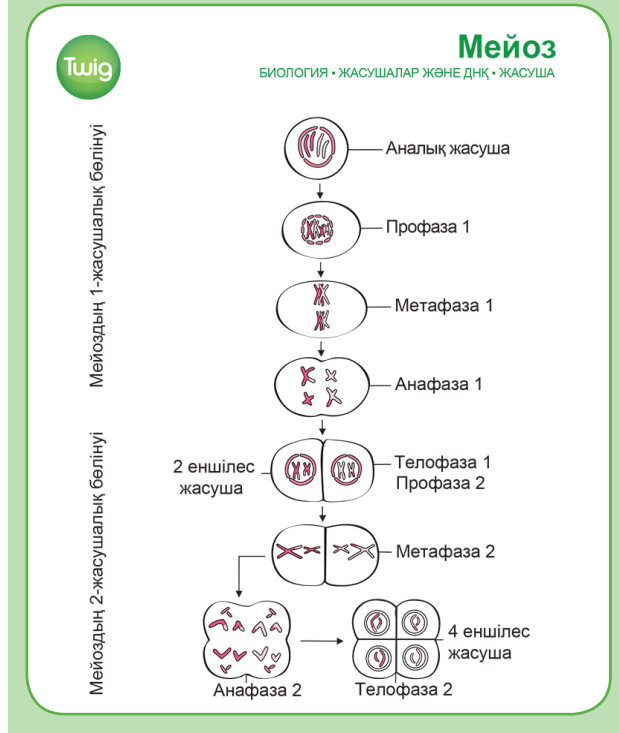 Twig
Мейоз
БИОЛОГИЯ • ЖАСУШАЛАР ЖӘНЕ ДНҚ • ЖАСУША
Мейоздың 1-жасушалық бөлінуі
Аналық жасуша
Профаза 1
Метафаза 1
Анафаза 1
Мейоздың 2-жасушалық бөлінуі
2 еншілес
жасуша
Телофаза 1
Профаза 2
Метафаза 2
4 еншілес
жасуша
Анафаза 2
Телофаза 2